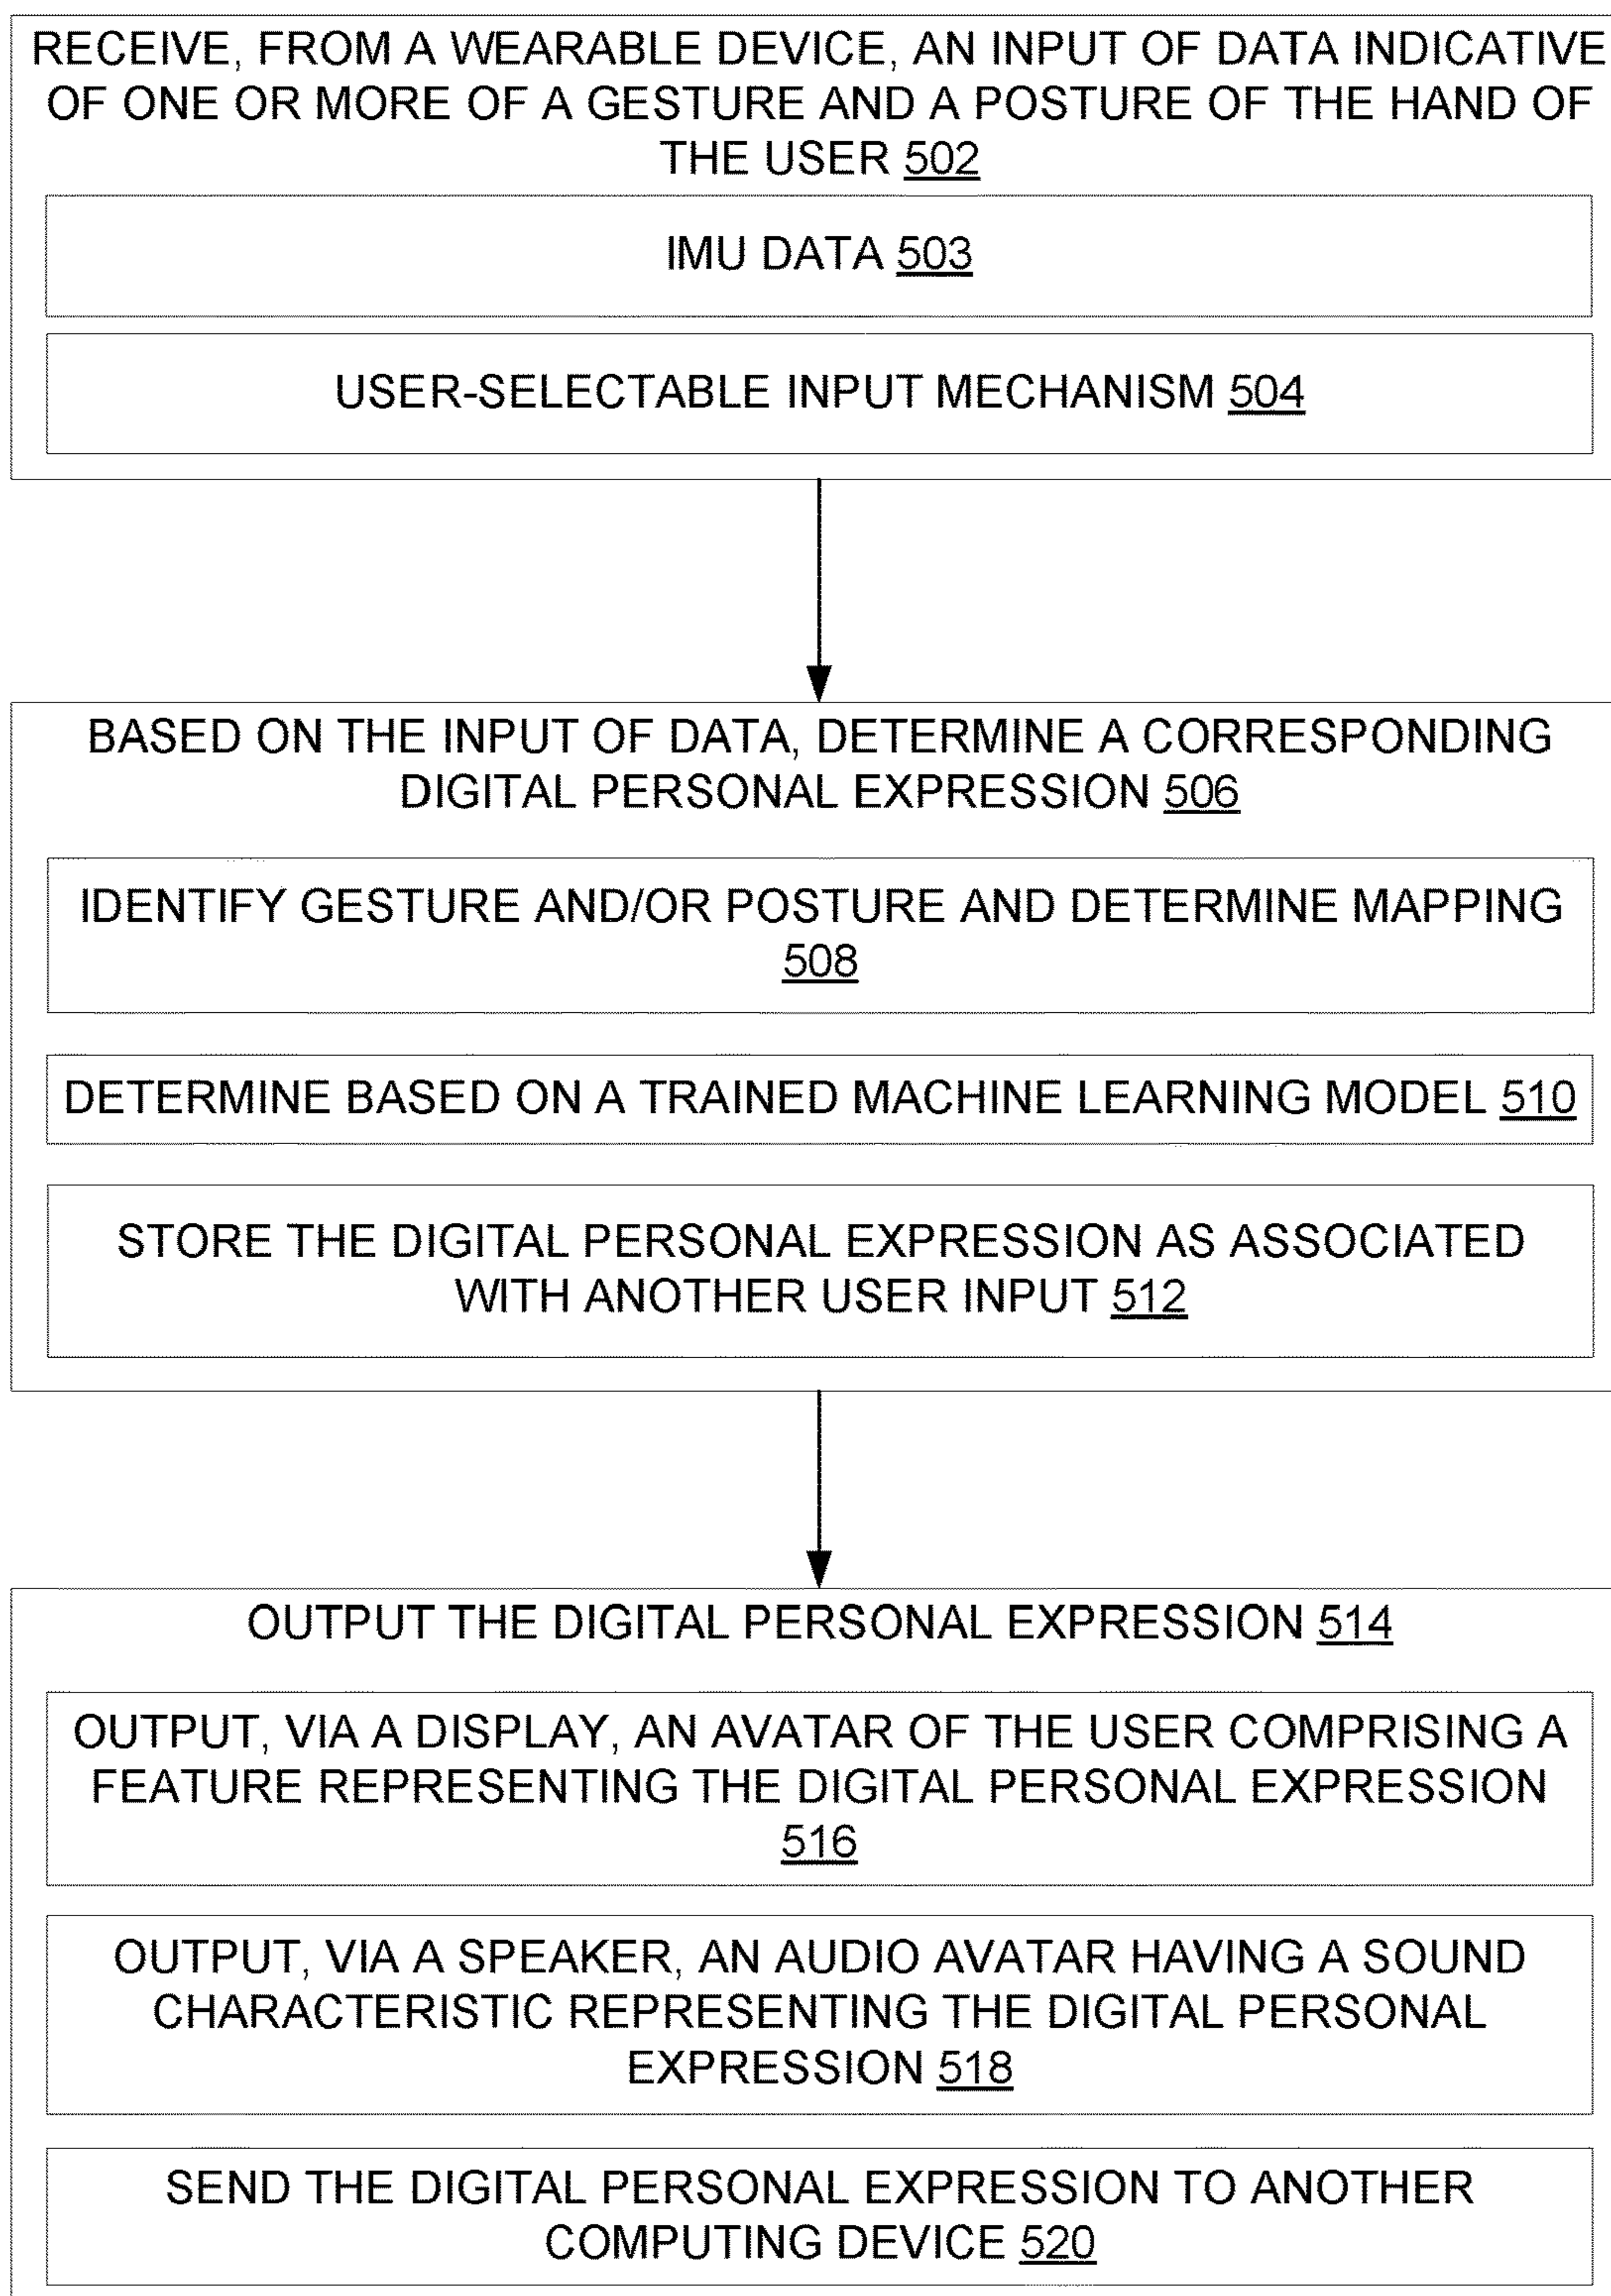 RECEIVE, FROM A WEARABLE DEVICE, AN INPUT OF DATA INDICATIVE
OF ONE OR MORE OF A GESTURE AND A POSTURE OF THE HAND OF
THE USER 502
IMU DATA 503
USER-SELECTABLE INPUT MECHANISM 504
BASED ON THE INPUT OF DATA, DETERMINE A CORRESPONDING
DIGITAL PERSONAL EXPRESSION 506
IDENTIFY GESTURE AND/OR POSTURE AND DETERMINE MAPPING
508
DETERMINE BASED ON A TRAINED MACHINE LEARNING MODEL 510
STORE THE DIGITAL PERSONAL EXPRESSION AS ASSOCIATED
WITH ANOTHER USER INPUT 512
OUTPUT THE DIGITAL PERSONAL EXPRESSION 514
OUTPUT, VIA A DISPLAY, AN AVATAR OF THE USER COMPRISING A
FEATURE REPRESENTING THE DIGITAL PERSONAL EXPRESSION
516
OUTPUT, VIA A SPEAKER, AN AUDIO AVATAR HAVING A SOUND
CHARACTERISTIC REPRESENTING THE DIGITAL PERSONAL
EXPRESSION 518
SEND THE DIGITAL PERSONAL EXPRESSION TO ANOTHER
COMPUTING DEVICE 520